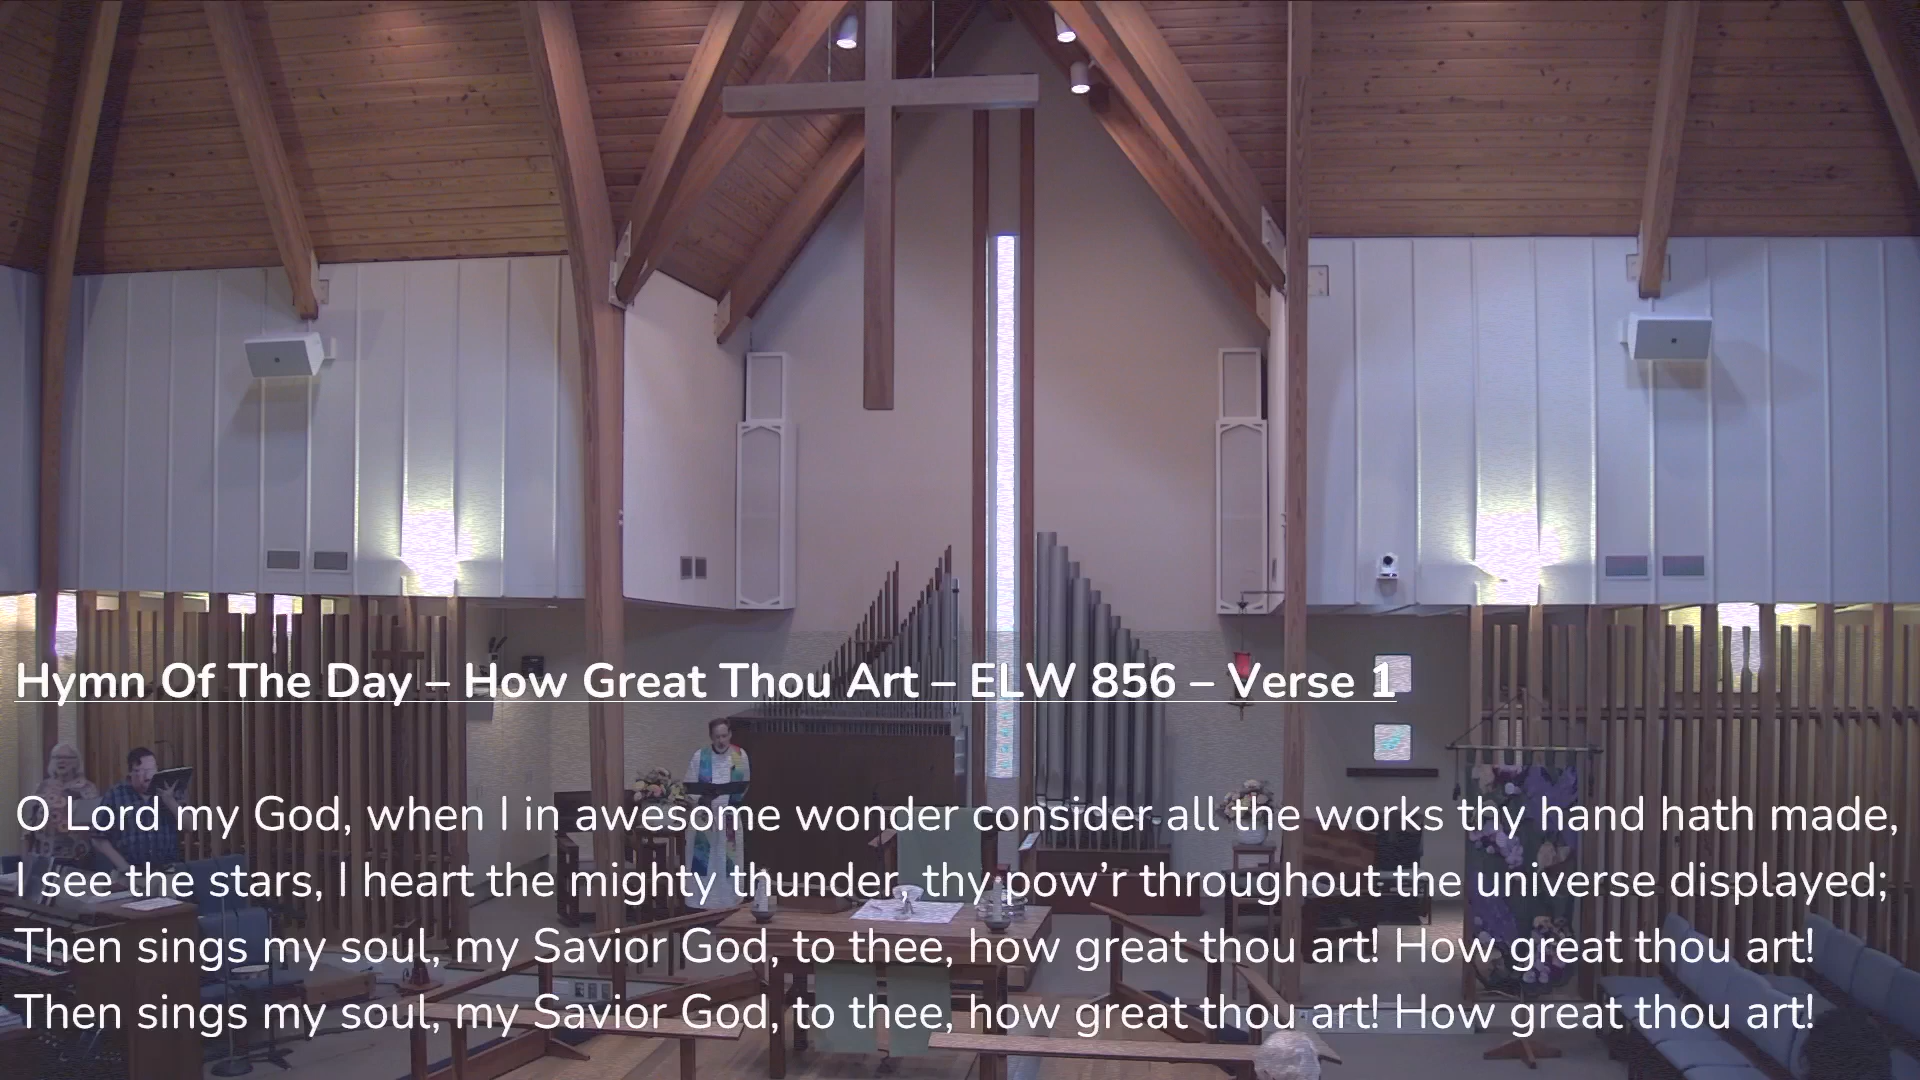 Hymn Of The Day – How Great Thou Art – ELW 856 – Verse 1
O Lord my God, when I in awesome wonder consider all the works thy hand hath made,
I see the stars, I heart the mighty thunder, thy pow’r throughout the universe displayed;
Then sings my soul, my Savior God, to thee, how great thou art! How great thou art!
Then sings my soul, my Savior God, to thee, how great thou art! How great thou art!